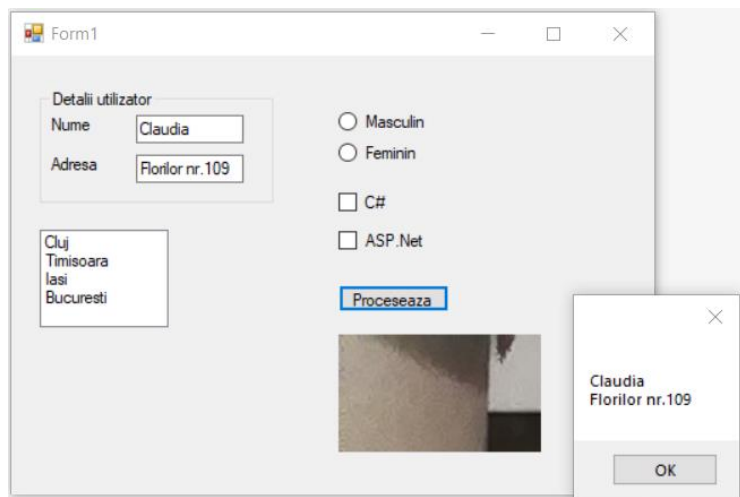 Form1
Detalii utilizator
Nume
Claudia
Adresa
Florilor nr.109
Masculin
Feminin
C#
ASP.Net
Cluj
Timisoara
Iasi
Bucuresti
Proceseaza
Claudia
Florilor nr.109
OK